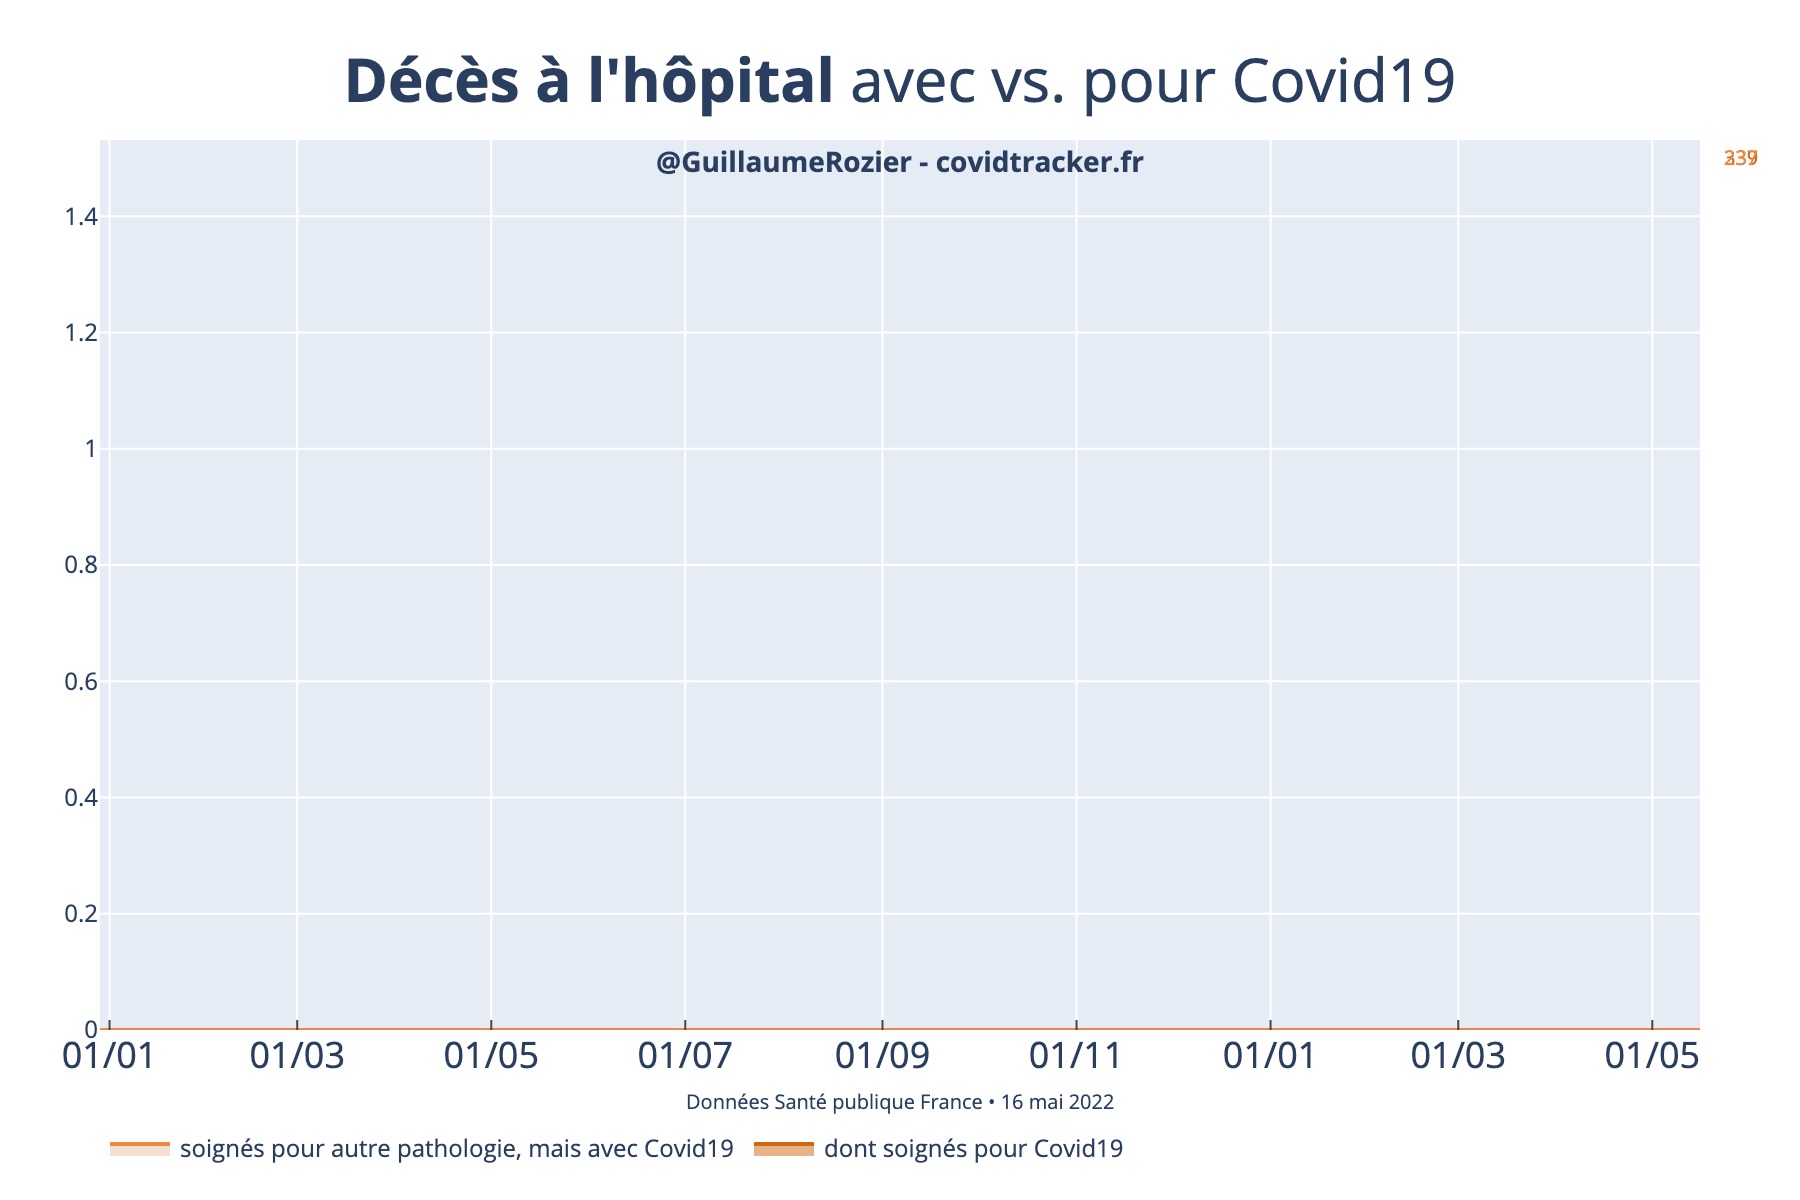 Décès à l'hôpital avec vs. pour Covid19
@GuillaumeRozier - covidtracker.fr
1.4
1.2
1
0.8
0.6
0.4
0.2
0
01/01 01/03 01/05 01/07 01/09 01/11 01/01 01/03 01/05
Données Santé publique France • 16 mai 2022
soignés pour autre pathologie, mais avec Covid19 dont soignés pour Covid19